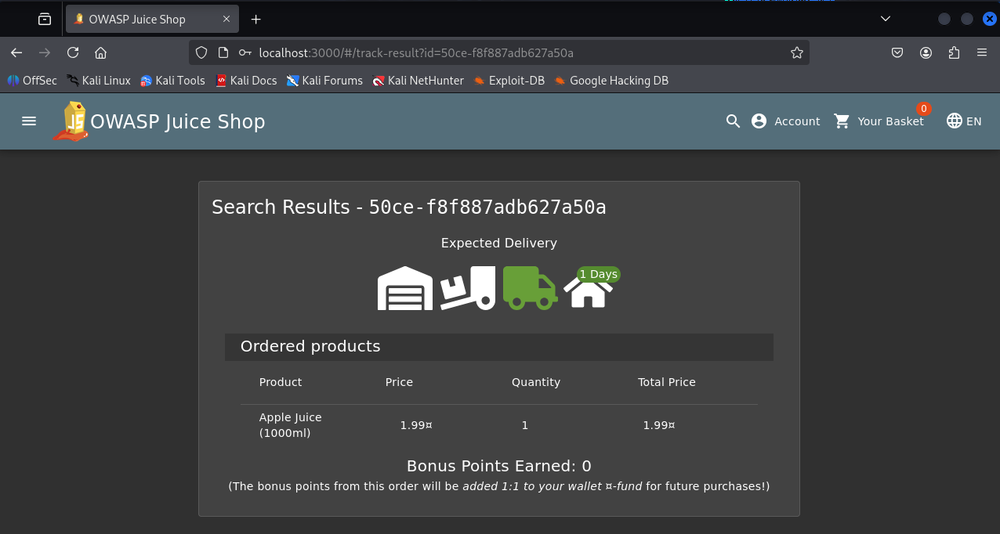 OWASP Juice Shop
localhost:3000/#/track-result?id=50ce-f8f887adb627a50a
OffSec Kali Linux Kali Tools Kali Docs Kali Forums Kali NetHunter Exploit-DB Google Hacking DB
JS OWASP Juice Shop Account Your Basket 0 EN
Search Results - 50ce-f8f887adb627a50a
Expected Delivery
1 Days
Ordered products
Product Price Quantity Total Price
Apple Juice
(1000ml) 1.99¤ 1 1.99¤
Bonus Points Earned: 0
(The bonus points from this order will be added 1:1 to your wallet ¤-fund for future purchases!)